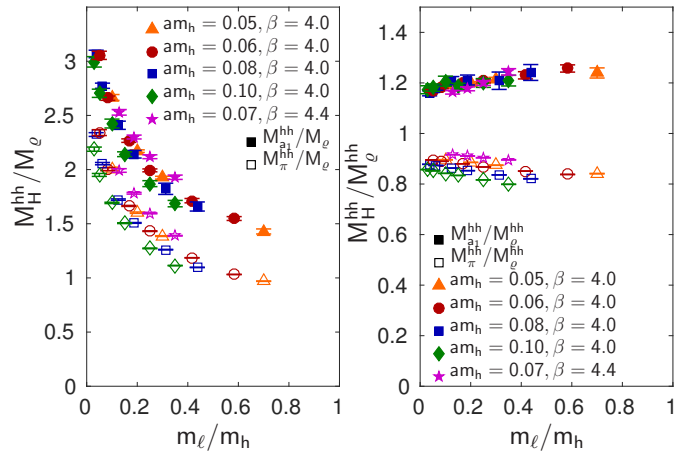 am_h = 0.05, β = 4.0
am_h = 0.06, β = 4.0
am_h = 0.08, β = 4.0
am_h = 0.10, β = 4.0
am_h = 0.07, β = 4.4
M_{a_1}^{hh}/M_ϱ
M_π^{hh}/M_ϱ
3
2.5
2
1.5
1
0.5
0
0 0.2 0.4 0.6 0.8 1
M_H^{hh}/M_ϱ
m_ℓ/m_h
1.4
1.2
1
0.8
0.6
0.4
0.2
0
0 0.2 0.4 0.6 0.8 1
M_H^{hh}/M_ϱ^{hh}
M_{a_1}^{hh}/M_ϱ^{hh}
M_π^{hh}/M_ϱ^{hh}
am_h = 0.05, β = 4.0
am_h = 0.06, β = 4.0
am_h = 0.08, β = 4.0
am_h = 0.10, β = 4.0
am_h = 0.07, β = 4.4
m_ℓ/m_h